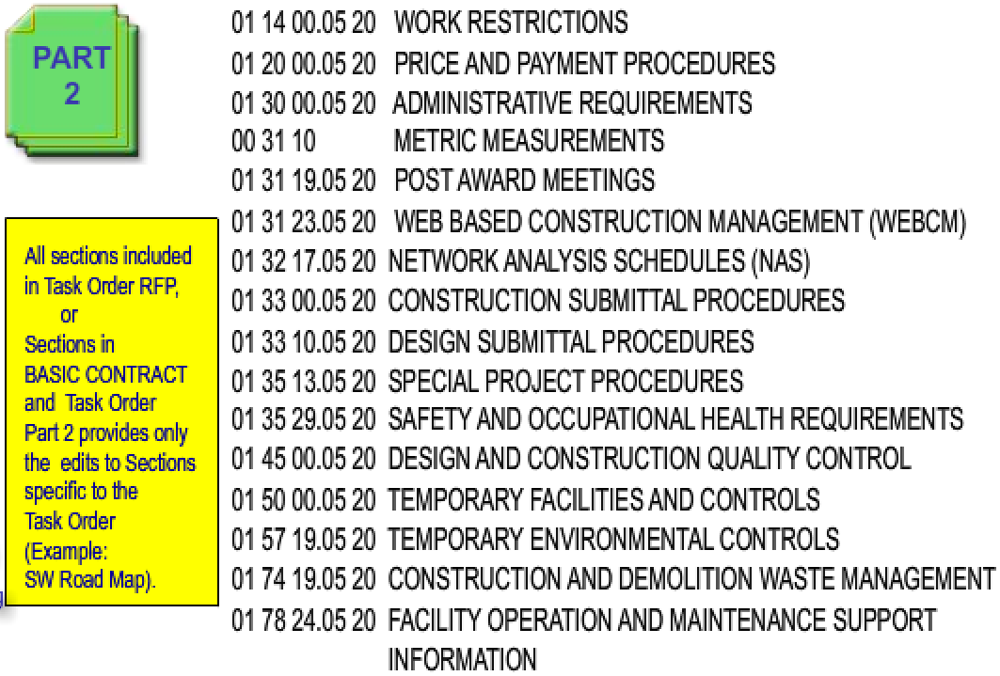 PART
2
01 14 00.05 20 WORK RESTRICTIONS
01 20 00.05 20 PRICE AND PAYMENT PROCEDURES
01 30 00.05 20 ADMINISTRATIVE REQUIREMENTS
00 31 10 METRIC MEASUREMENTS
01 31 19.05 20 POST AWARD MEETINGS
01 31 23.05 20 WEB BASED CONSTRUCTION MANAGEMENT (WEBCM)
01 32 17.05 20 NETWORK ANALYSIS SCHEDULES (NAS)
01 33 00.05 20 CONSTRUCTION SUBMITTAL PROCEDURES
01 33 10.05 20 DESIGN SUBMITTAL PROCEDURES
01 35 13.05 20 SPECIAL PROJECT PROCEDURES
01 35 29.05 20 SAFETY AND OCCUPATIONAL HEALTH REQUIREMENTS
01 45 00.05 20 DESIGN AND CONSTRUCTION QUALITY CONTROL
01 50 00.05 20 TEMPORARY FACILITIES AND CONTROLS
01 57 19.05 20 TEMPORARY ENVIRONMENTAL CONTROLS
01 74 19.05 20 CONSTRUCTION AND DEMOLITION WASTE MANAGEMENT
01 78 24.05 20 FACILITY OPERATION AND MAINTENANCE SUPPORT
INFORMATION
All sections included
in Task Order RFP,
or
Sections in
BASIC CONTRACT
and Task Order
Part 2 provides only
the edits to Sections
specific to the
Task Order
(Example:
SW Road Map).